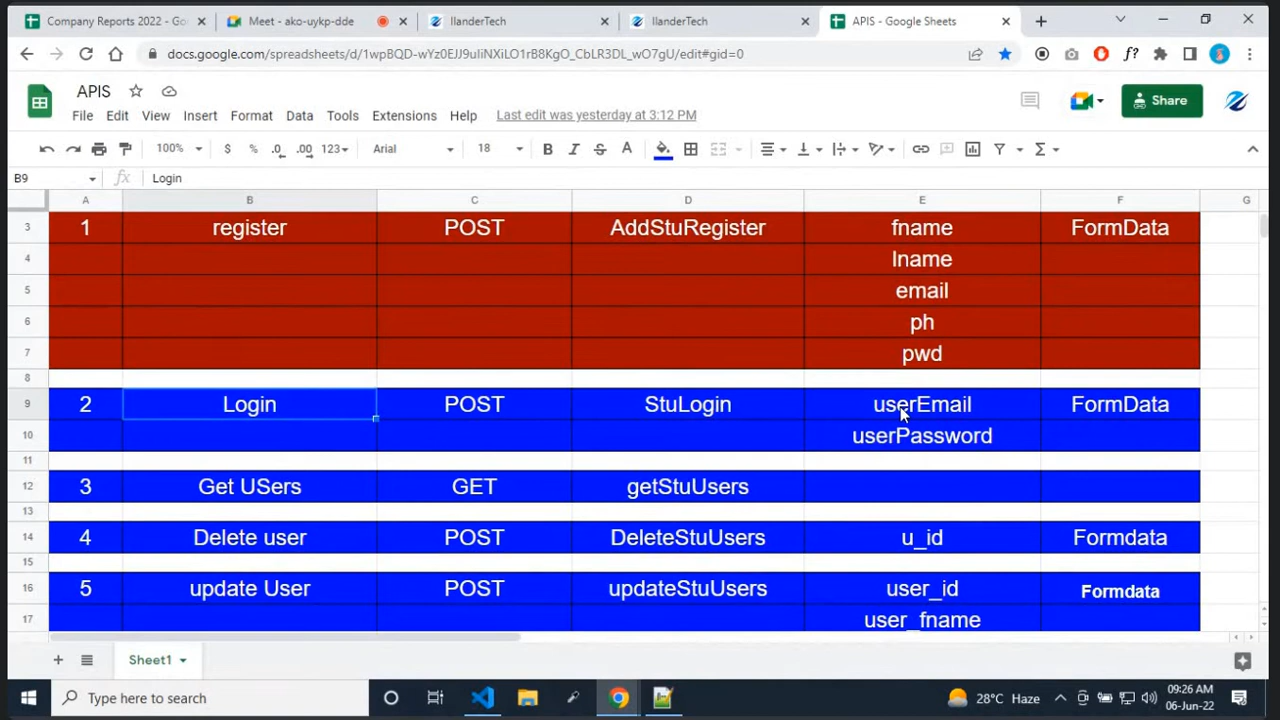 Company Reports 2022 - Go
Meet - ako-uykp-dde
IlanderTech
IlanderTech
APIS - Google Sheets
docs.google.com/spreadsheets/d/1wpBQD-wYz0EJJ9uIiNXiLO1rB8KgO_CbLR3DL_wO7gU/edit#gid=0
f?
APIS
File Edit View Insert Format Data Tools Extensions Help Last edit was yesterday at 3:12 PM
Share
100% $ % .0 .00 123 Arial 18 B I S A
B9 fx Login
A B C D E F G
3 1 register POST AddStuRegister fname FormData
4 lname
5 email
6 ph
7 pwd
8
9 2 Login POST StuLogin userEmail FormData
10 userPassword
11
12 3 Get USers GET getStuUsers
13
14 4 Delete user POST DeleteStuUsers u_id Formdata
15
16 5 update User POST updateStuUsers user_id Formdata
17 user_fname
Sheet1
Type here to search
28°C Haze
09:26 AM
06-Jun-22